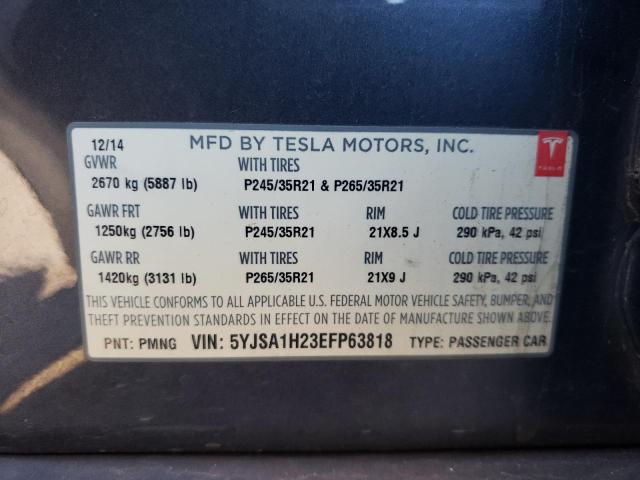 12/14 MFD BY TESLA MOTORS, INC.
GVWR WITH TIRES
2670 kg (5887 lb) P245/35R21 & P265/35R21
GAWR FRT WITH TIRES RIM COLD TIRE PRESSURE
1250kg (2756 lb) P245/35R21 21X8.5 J 290 kPa, 42 psi
GAWR RR WITH TIRES RIM COLD TIRE PRESSURE
1420kg (3131 lb) P265/35R21 21X9 J 290 kPa, 42 psi
THIS VEHICLE CONFORMS TO ALL APPLICABLE U.S. FEDERAL MOTOR VEHICLE SAFETY, BUMPER, AND
THEFT PREVENTION STANDARDS IN EFFECT ON THE DATE OF MANUFACTURE SHOWN ABOVE.
PNT: PMNG VIN: 5YJSA1H23EFP63818 TYPE: PASSENGER CAR